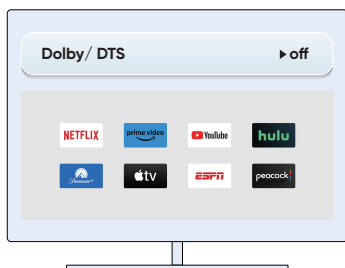 Dolby/ DTS ▸off
NETFLIX prime video YouTube hulu
Paramount+ tv ESPN peacock